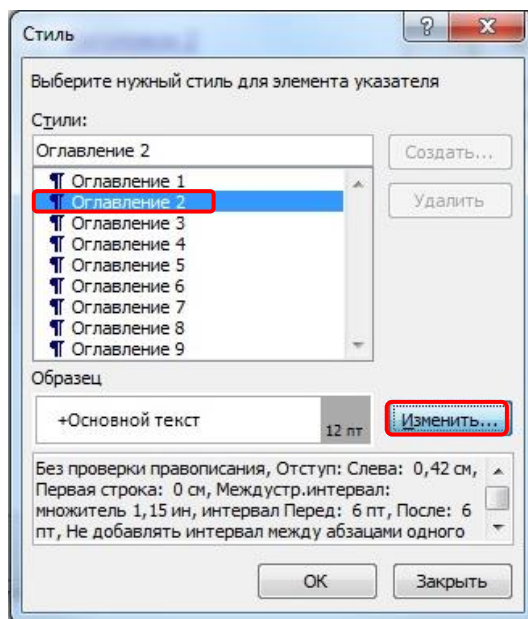 Стиль
Выберите нужный стиль для элемента указателя
Стили:
Оглавление 2
Создать...
¶ Оглавление 1
Удалить
¶ Оглавление 2
¶ Оглавление 3
¶ Оглавление 4
¶ Оглавление 5
¶ Оглавление 6
¶ Оглавление 7
¶ Оглавление 8
¶ Оглавление 9
Образец
+Основной текст
12 пт
Изменить...
Без проверки правописания, Отступ: Слева: 0,42 см,
Первая строка: 0 см, Междустр.интервал:
множитель 1,15 ин, интервал Перед: 6 пт, После: 6
пт, Не добавлять интервал между абзацами одного
ОК
Закрыть